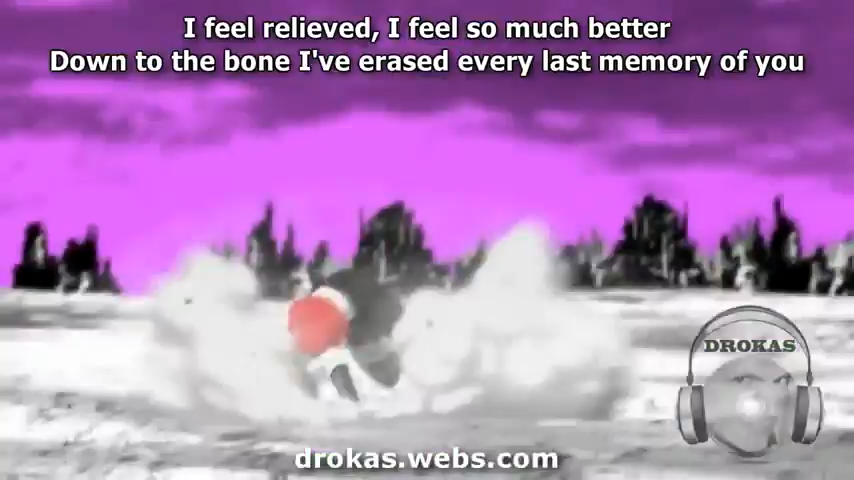 I feel relieved, I feel so much better
Down to the bone I've erased every last memory of you
DROKAS
drokas.webs.com